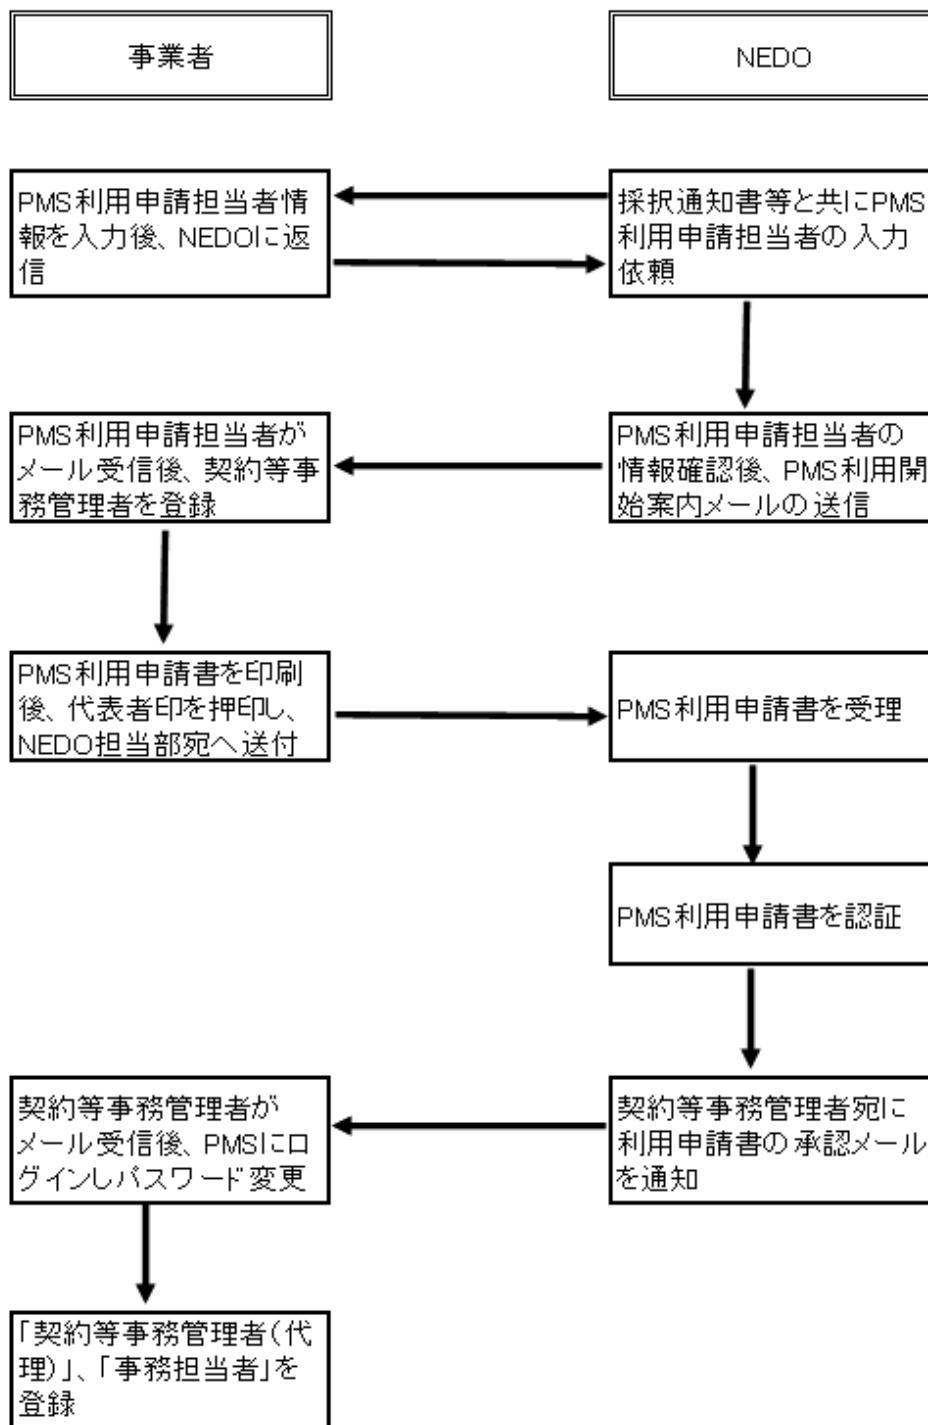 事業者
NEDO
PMS利用申請担当者情
報を入力後、NEDOに返
信
採択通知書等と共にPMS
利用申請担当者の入力
依頼
PMS利用申請担当者が
メール受信後、契約等事
務管理者を登録
PMS利用申請担当者の
情報確認後、PMS利用開
始案内メールの送信
PMS利用申請書を印刷
後、代表者印を押印し、
NEDO担当部宛へ送付
PMS利用申請書を受理
PMS利用申請書を認証
契約等事務管理者が
メール受信後、PMSにロ
グインしパスワード変更
契約等事務管理者宛に
利用申請書の承認メール
を通知
「契約等事務管理者(代
理)」、「事務担当者」を
登録